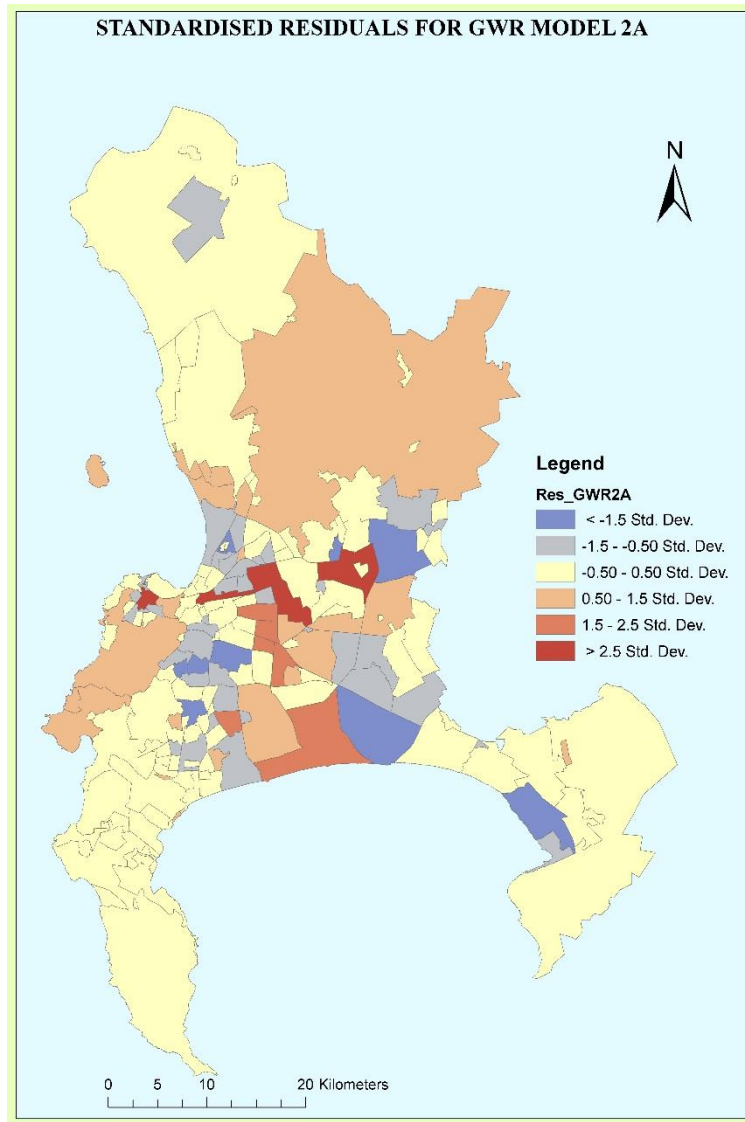 STANDARDISED RESIDUALS FOR GWR MODEL 2A
N
Legend
Res_GWR2A
< -1.5 Std. Dev.
-1.5 - -0.50 Std. Dev.
-0.50 - 0.50 Std. Dev.
0.50 - 1.5 Std. Dev.
1.5 - 2.5 Std. Dev.
> 2.5 Std. Dev.
0 5 10 20 Kilometers